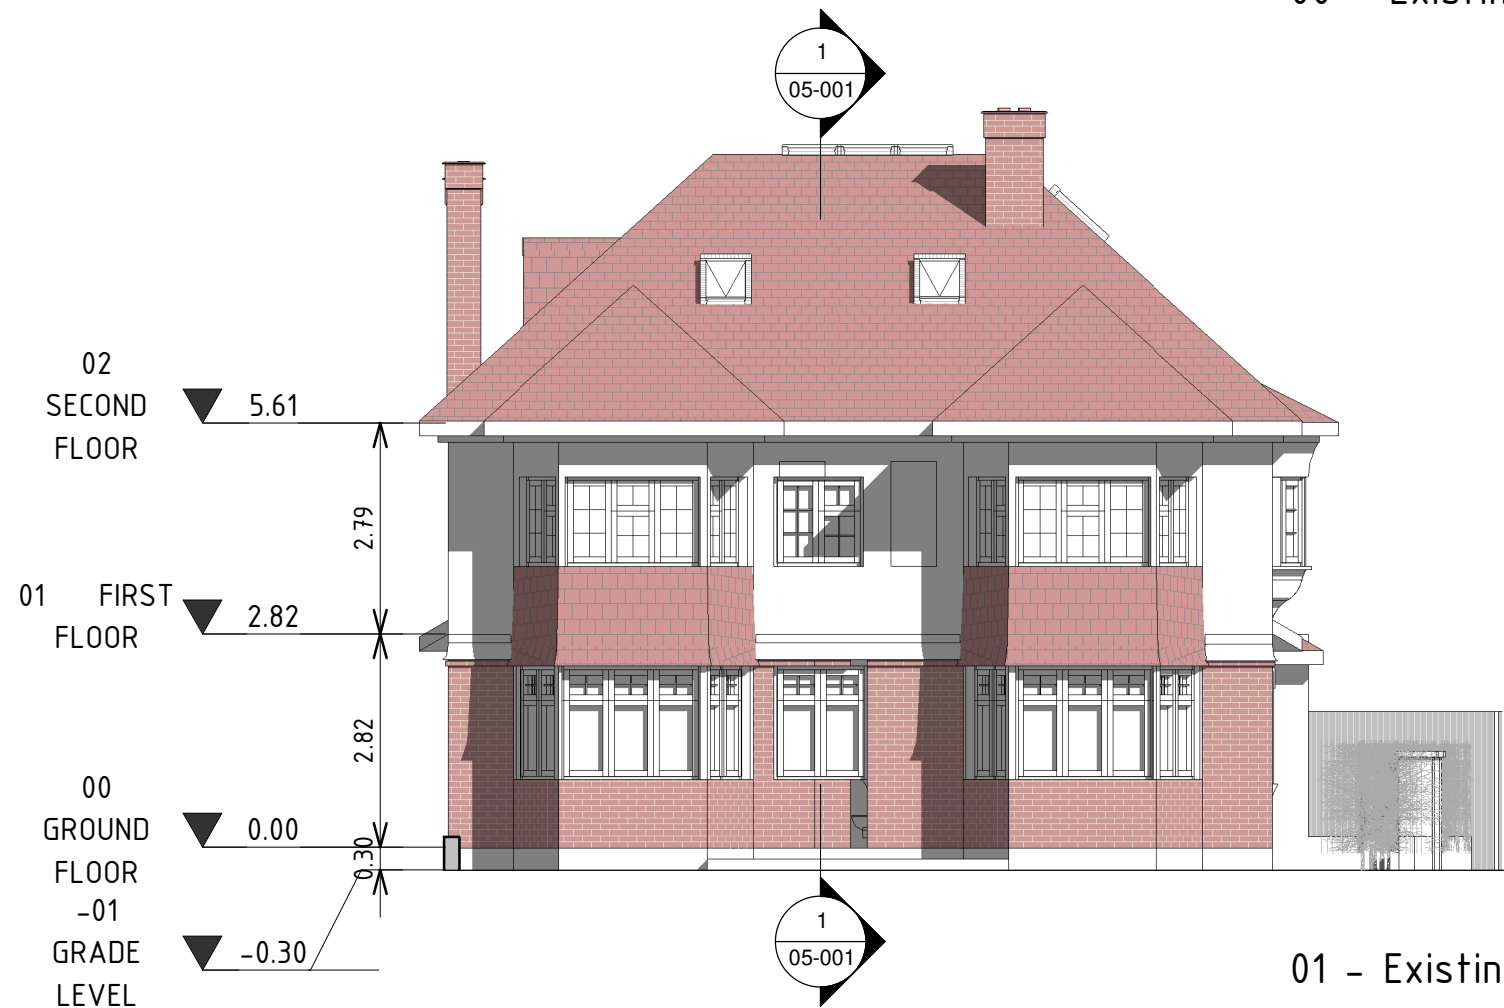 1
05-001
02
SECOND
FLOOR
5.61
2.79
01 FIRST
FLOOR
2.82
2.82
00
GROUND
FLOOR
0.00
0.30
-01
GRADE
LEVEL
-0.30
1
05-001
01 - Existin